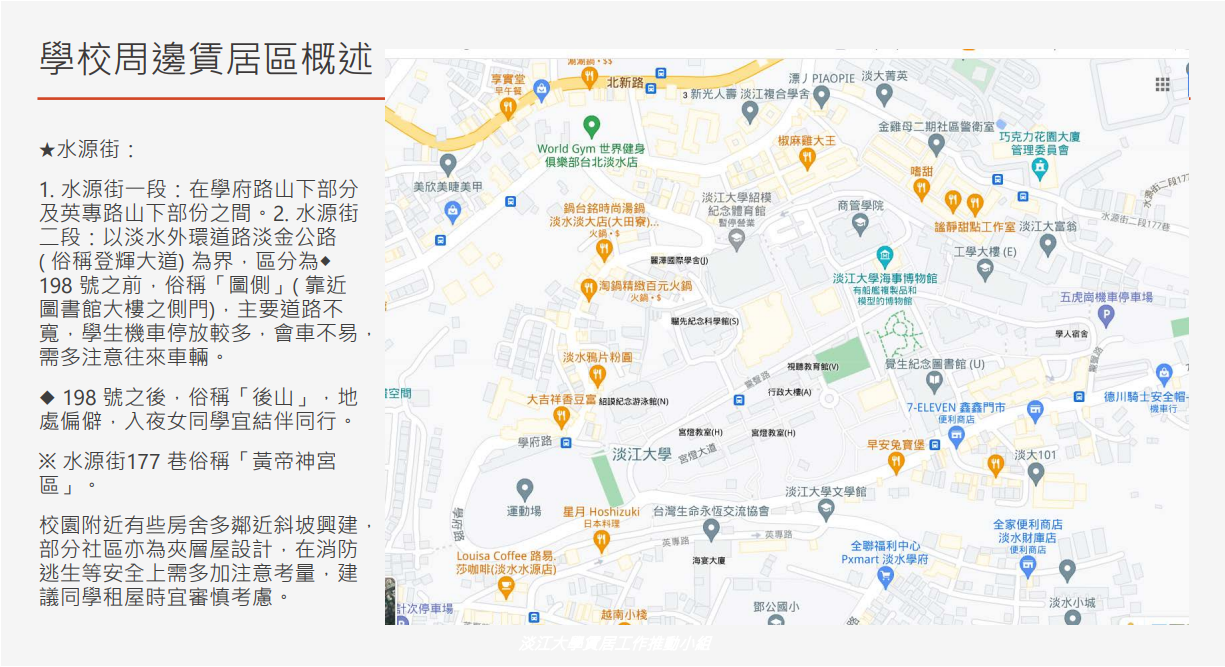 學校周邊賃居區概述
★水源街：
1. 水源街一段：在學府路山下部分
及英專路山下部份之間。2. 水源街
二段：以淡水外環道路淡金公路
( 俗稱登輝大道) 為界，區分為◆
198 號之前，俗稱「圖側」( 靠近
圖書館大樓之側門)，主要道路不
寬，學生機車停放較多，會車不易，
需多注意往來車輛。
◆ 198 號之後，俗稱「後山」，地
處偏僻，入夜女同學宜結伴同行。
※ 水源街177 巷俗稱「黃帝神宮
區」。
校園附近有些房舍多鄰近斜坡興建，
部分社區亦為夾層屋設計，在消防
逃生等安全上需多加注意考量，建
議同學租屋時宜審慎考慮。
享實堂
早午餐
北新路
漂丿PIAOPIE
淡大菁英
3 新光人壽
淡江複合學舍
World Gym 世界健身
俱樂部台北淡水店
椒麻雞大王
金雞母二期社區警衛室
巧克力花園大廈
管理委員會
美欣美睫美甲
嗜甜
水源街二段177
水源街二段177巷
淡江大學紹模
紀念體育館
暫停營業
商管學院
鍋台銘時尚湯鍋
淡水淡大店(大田寮)...
火鍋・$
謐靜甜點工作室
淡江大富翁
工學大樓 (E)
麗澤國際學舍(J)
淡江大學海事博物館
有船艦複製品和
模型的博物館
淘鍋精緻百元火鍋
火鍋・$
五虎崗機車停車場
騮先紀念科學館(S)
學人宿舍
淡水鴉片粉圓
視聽教育館(V)
覺生紀念圖書館 (U)
驚聲路
驚聲路
行政大樓(A)
空間
大吉祥香豆富
紹謨紀念游泳館(N)
7-ELEVEN 鑫鑫門市
便利商店
德川騎士安全帽-
機車行
宮燈教室(H)
宮燈教室(H)
學府路
淡江大學
宮燈大道
早安兔寶堡
淡大101
運動場
淡江大學文學館
學府路
星月 Hoshizuki
日本料理
台灣生命永恆交流協會
英專路
英專路
海宴大廈
全家便利商店
淡水財庫店
便利商店
Louisa Coffee 路易.
莎咖啡(淡水水源店)
全聯福利中心
Pxmart 淡水學府
計次停車場
越南小棧
鄧公國小
淡水小城
淡江大學賃居工作推動小組